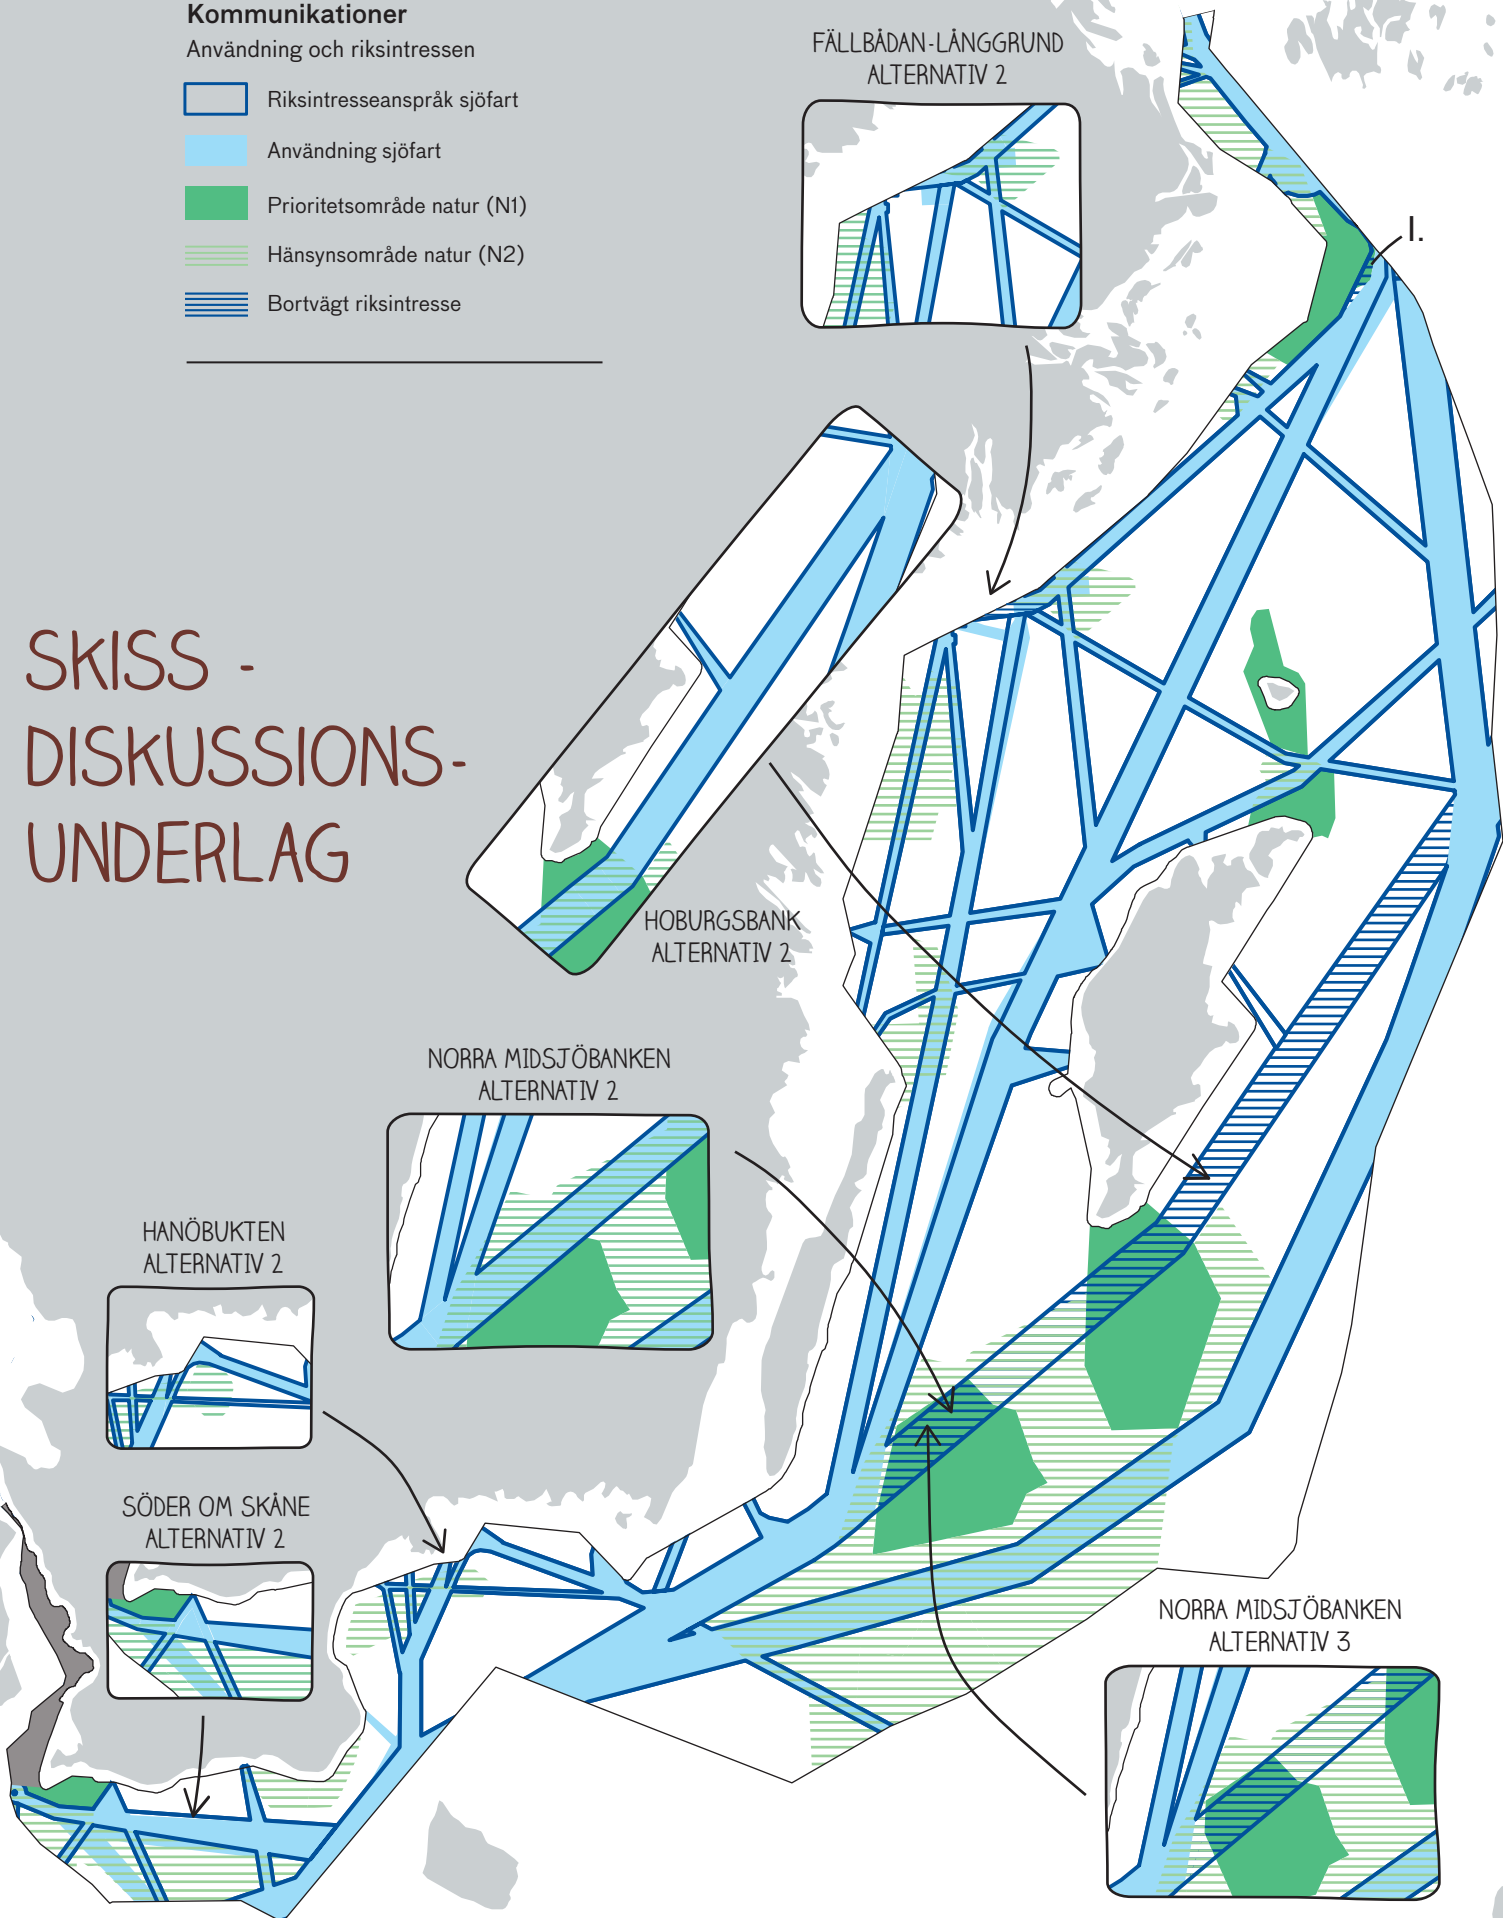 Kommunikationer
Användning och riksintressen
Riksintresseanspråk sjöfart
Användning sjöfart
Prioritetsområde natur (N1)
Hänsynsområde natur (N2)
Bortvägt riksintresse
FÄLLBÅDAN-LÅNGGRUND
ALTERNATIV 2
I.
SKISS -
DISKUSSIONS-
UNDERLAG
HOBURGSBANK
ALTERNATIV 2
NORRA MIDSJÖBANKEN
ALTERNATIV 2
HANÖBUKTEN
ALTERNATIV 2
SÖDER OM SKÅNE
ALTERNATIV 2
NORRA MIDSJÖBANKEN
ALTERNATIV 3